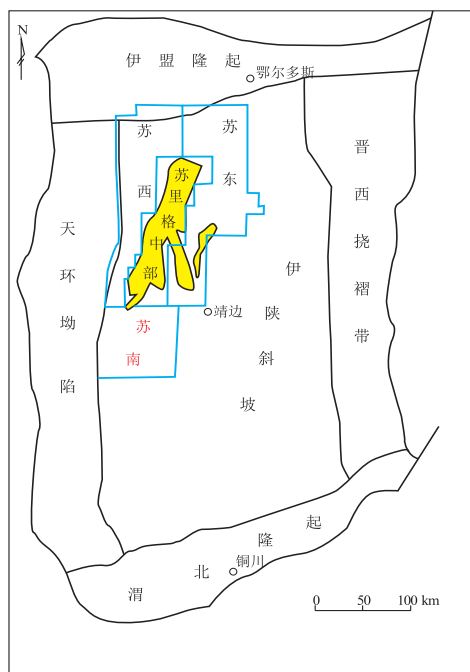 N
伊盟隆起
鄂尔多斯
苏西
苏东
苏里格中部
天环坳陷
晋西挠褶带
伊陕斜坡
靖边
苏南
渭北隆起
铜川
0 50 100 km